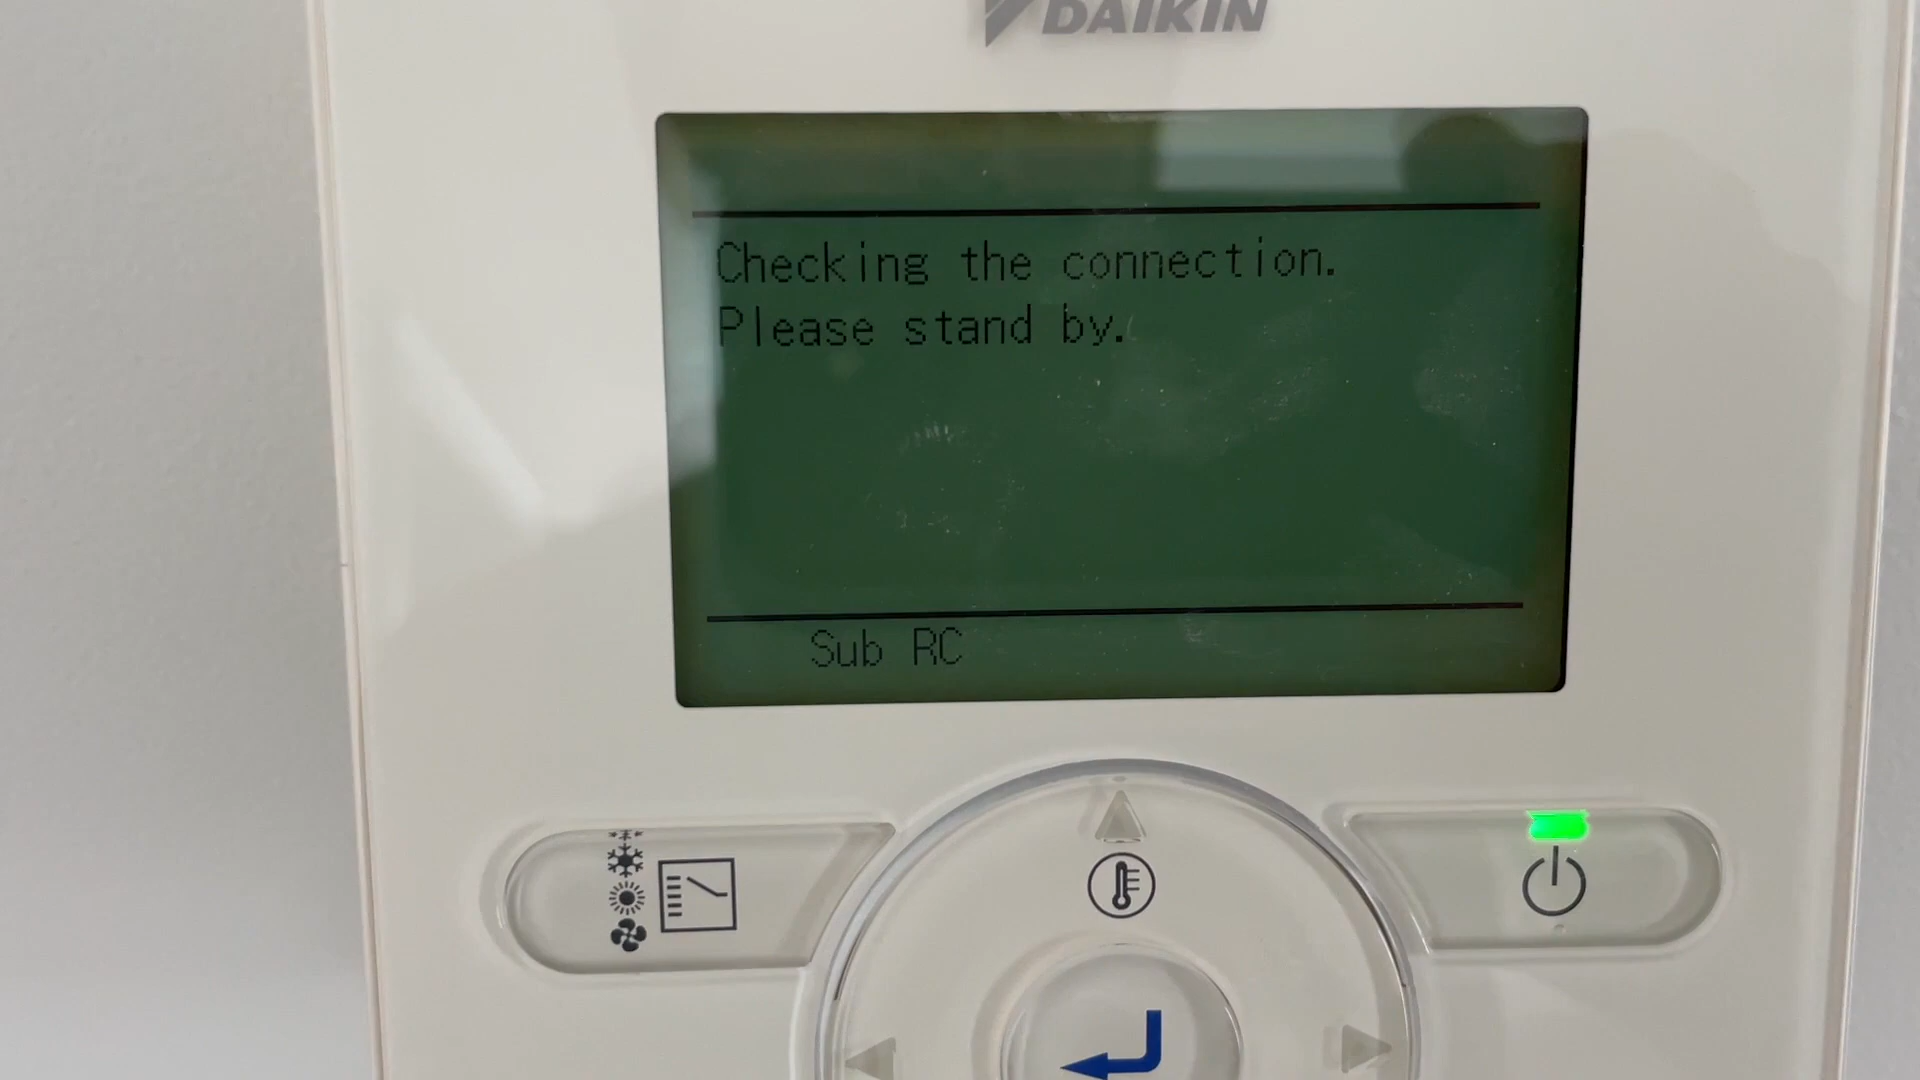 DAIKIN
Checking the connection.
Please stand by.
Sub RC